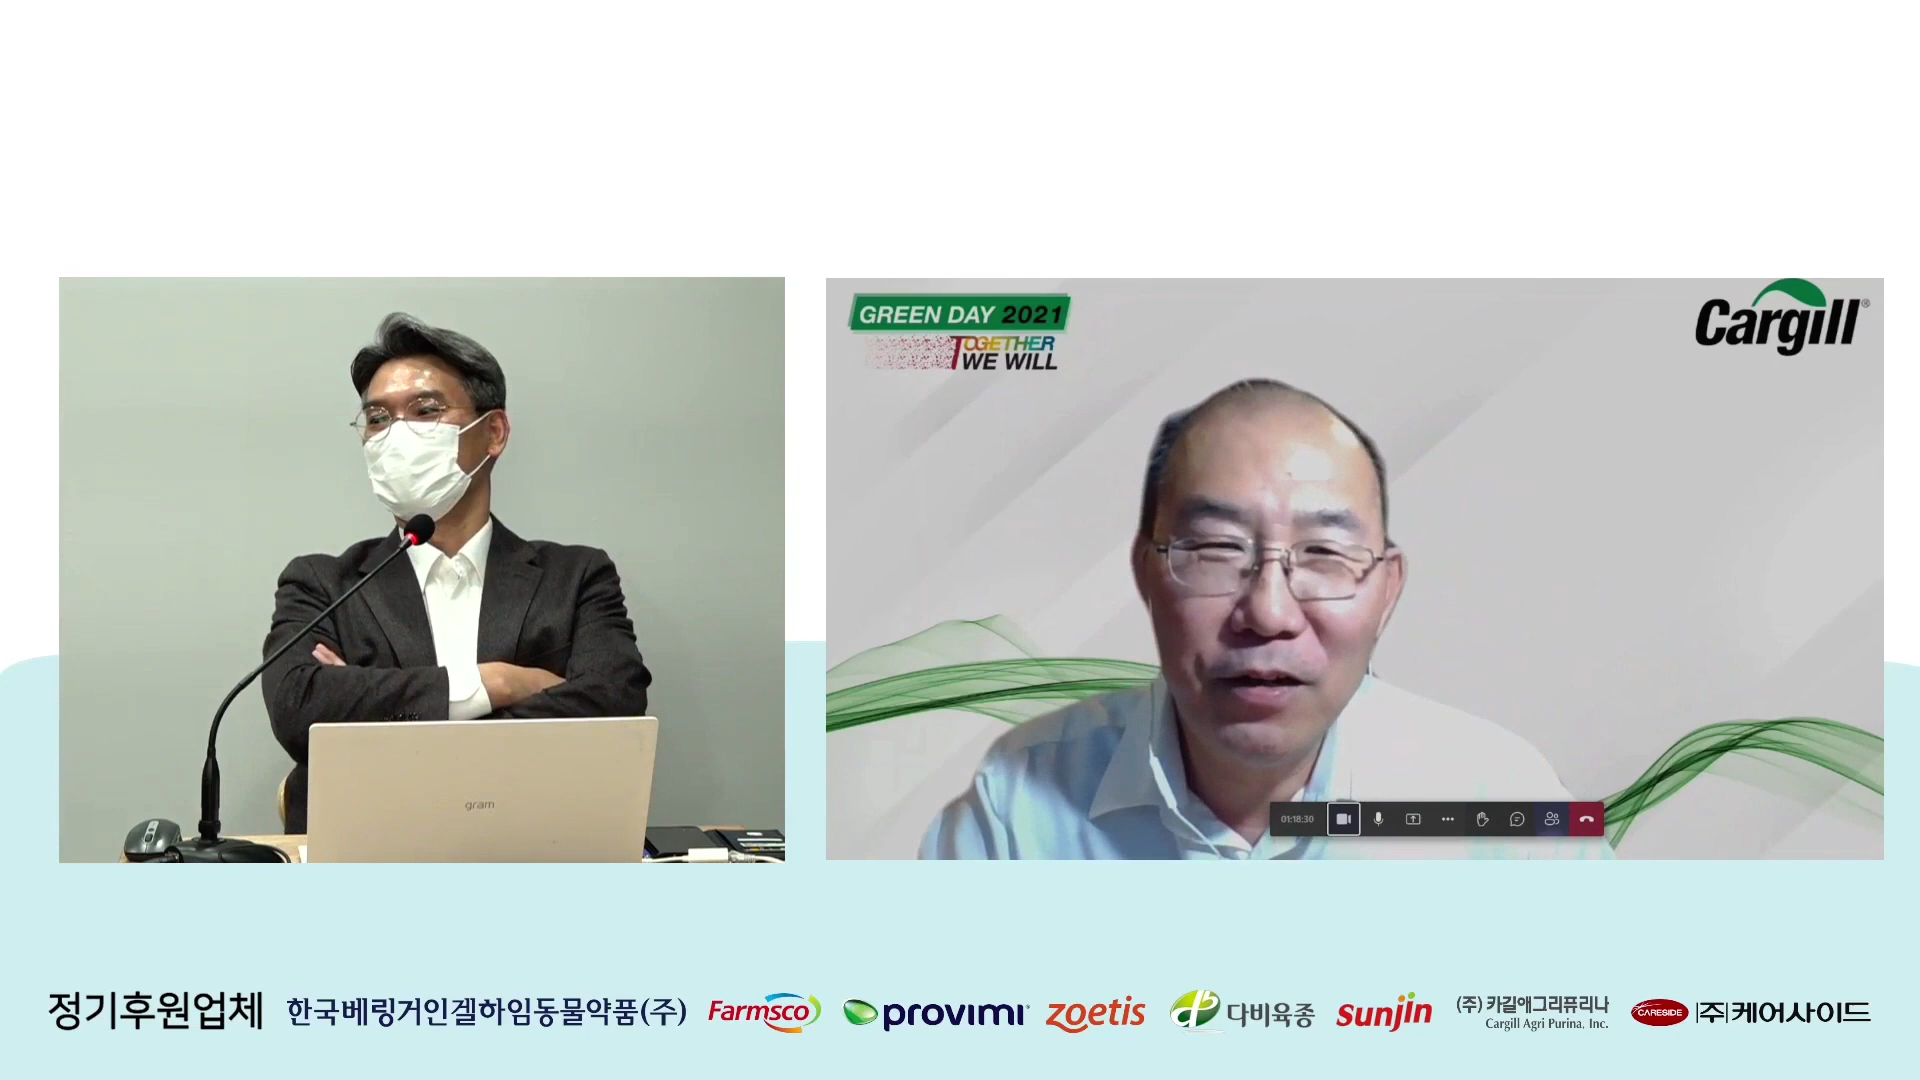 GREEN DAY 2021
TOGETHER
WE WILL
Cargill®
gram
01:18:30
정기후원업체
한국베링거인겔하임동물약품(주)
Farmsco
provimi
zoetis
다비육종
sunjin
(주) 카길애그리퓨리나
Cargill Agri Purina, Inc.
CARESIDE
(주)케어사이드